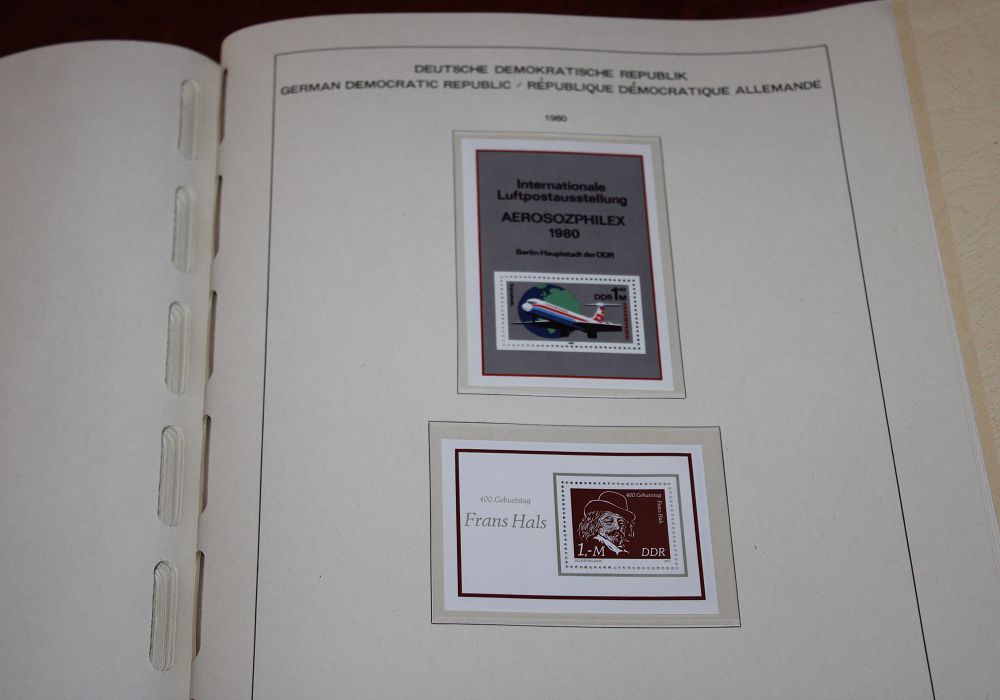 DEUTSCHE DEMOKRATISCHE REPUBLIK
GERMAN DEMOCRATIC REPUBLIC / RÉPUBLIQUE DÉMOCRATIQUE ALLEMANDE
1980
Internationale
Luftpostausstellung
AEROSOZPHILEX
1980
Berlin-Hauptstadt der DDR
DDR 1 M
400. Geburtstag
Frans Hals
400. Geburtstag
Frans Hals
1,-M
DDR